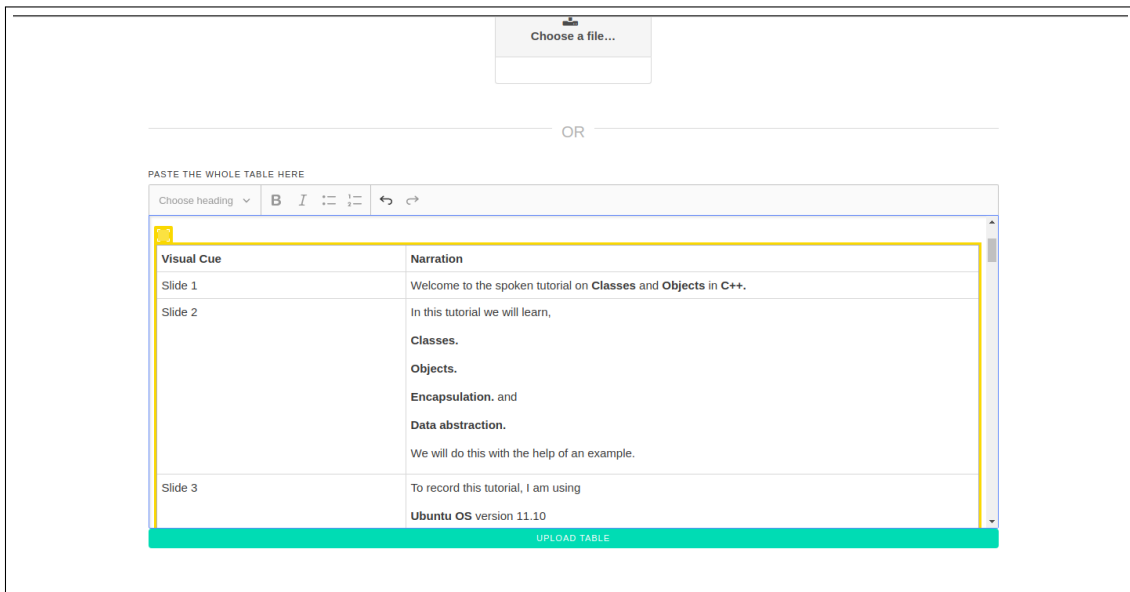 Choose a file…
OR
PASTE THE WHOLE TABLE HERE
Choose heading
Visual Cue Narration
Slide 1 Welcome to the spoken tutorial on Classes and Objects in C++.
Slide 2 In this tutorial we will learn,
Classes.
Objects.
Encapsulation. and
Data abstraction.
We will do this with the help of an example.
Slide 3 To record this tutorial, I am using
Ubuntu OS version 11.10
UPLOAD TABLE